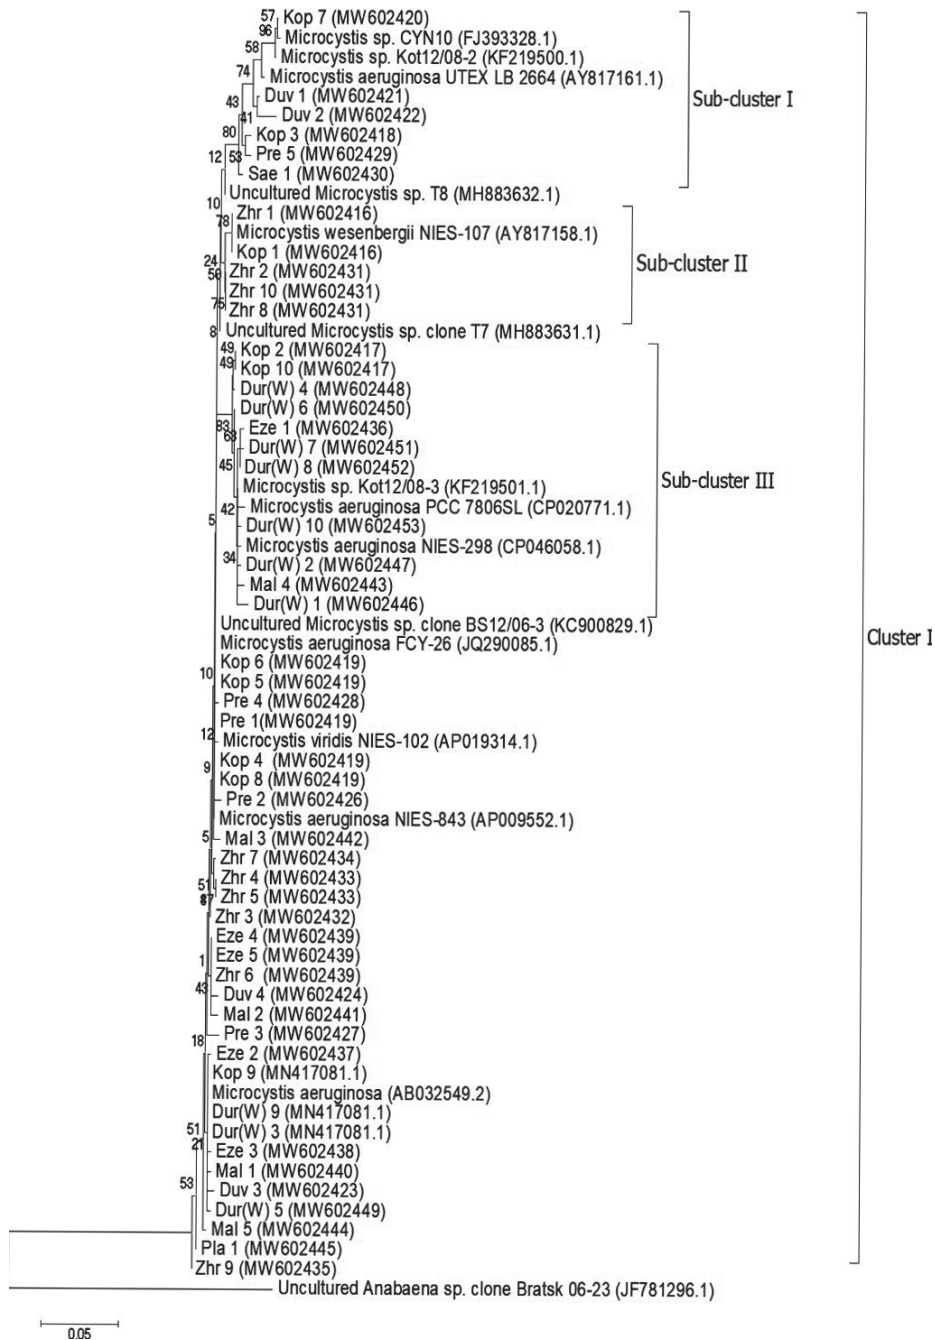 57 Kop 7 (MW602420)
96 Microcystis sp. CYN10 (FJ393328.1)
58 Microcystis sp. Kot12/08-2 (KF219500.1)
74 Microcystis aeruginosa UTEX LB 2664 (AY817161.1)
Sub-cluster I
43 Duv 1 (MW602421)
41 Duv 2 (MW602422)
80 Kop 3 (MW602418)
12 53 Pre 5 (MW602429)
Sae 1 (MW602430)
Uncultured Microcystis sp. T8 (MH883632.1)
10
78 Zhr 1 (MW602416)
Microcystis wesenbergii NIES-107 (AY817158.1)
Kop 1 (MW602416)
Sub-cluster II
24
50 Zhr 2 (MW602431)
Zhr 10 (MW602431)
75 Zhr 8 (MW602431)
8 Uncultured Microcystis sp. clone T7 (MH883631.1)
49 Kop 2 (MW602417)
49 Kop 10 (MW602417)
Dur(W) 4 (MW602448)
Dur(W) 6 (MW602450)
83 Eze 1 (MW602436)
63 Dur(W) 7 (MW602451)
45 Dur(W) 8 (MW602452)
Sub-cluster III
Microcystis sp. Kot12/08-3 (KF219501.1)
42 Microcystis aeruginosa PCC 7806SL (CP020771.1)
5 Dur(W) 10 (MW602453)
Microcystis aeruginosa NIES-298 (CP046058.1)
34 Dur(W) 2 (MW602447)
Mal 4 (MW602443)
Dur(W) 1 (MW602446)
Uncultured Microcystis sp. clone BS12/06-3 (KC900829.1)
Cluster I
Microcystis aeruginosa FCY-26 (JQ290085.1)
Kop 6 (MW602419)
10 Kop 5 (MW602419)
Pre 4 (MW602428)
Pre 1(MW602419)
12 Microcystis viridis NIES-102 (AP019314.1)
Kop 4 (MW602419)
9 Kop 8 (MW602419)
Pre 2 (MW602426)
Microcystis aeruginosa NIES-843 (AP009552.1)
5 Mal 3 (MW602442)
Zhr 7 (MW602434)
Zhr 4 (MW602433)
51
Zhr 5 (MW602433)
Zhr 3 (MW602432)
Eze 4 (MW602439)
Eze 5 (MW602439)
1 Zhr 6 (MW602439)
43 Duv 4 (MW602424)
Mal 2 (MW602441)
18 Pre 3 (MW602427)
Eze 2 (MW602437)
Kop 9 (MN417081.1)
Microcystis aeruginosa (AB032549.2)
Dur(W) 9 (MN417081.1)
51 Dur(W) 3 (MN417081.1)
21 Eze 3 (MW602438)
Mal 1 (MW602440)
53 Duv 3 (MW602423)
Dur(W) 5 (MW602449)
Mal 5 (MW602444)
Pla 1 (MW602445)
Zhr 9 (MW602435)
Uncultured Anabaena sp. clone Bratsk 06-23 (JF781296.1)
0.05